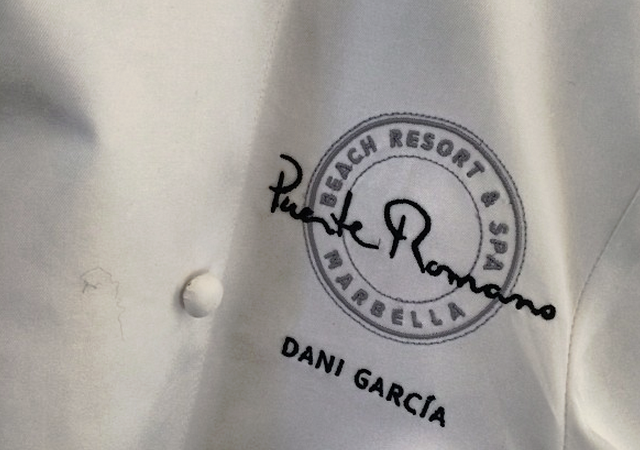 BEACH RESORT & SPA
Puente Romano
MARBELLA
DANI GARCÍA